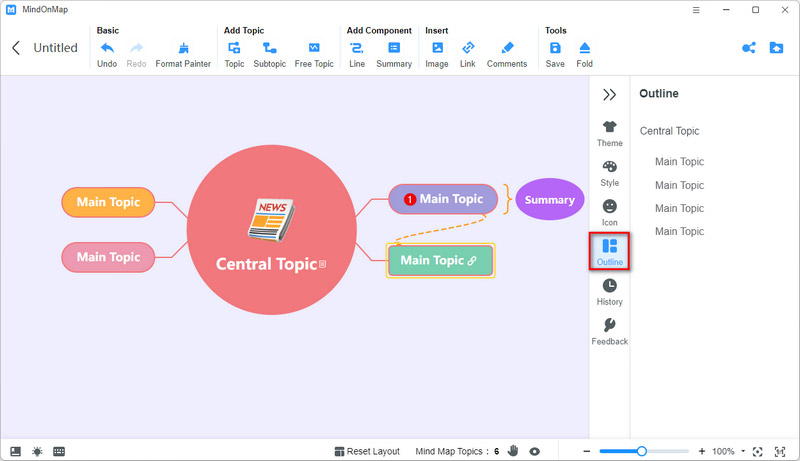 MindOnMap
Untitled
Basic
Undo Redo Format Painter
Add Topic
Topic Subtopic Free Topic
Add Component
Line Summary
Insert
Image Link Comments
Tools
Save Fold
Main Topic
Main Topic
NEWS
Central Topic
1 Main Topic
Summary
Main Topic
Theme
Style
Icon
Outline
History
Feedback
Outline
Central Topic
Main Topic
Main Topic
Main Topic
Main Topic
Reset Layout Mind Map Topics : 6
100%